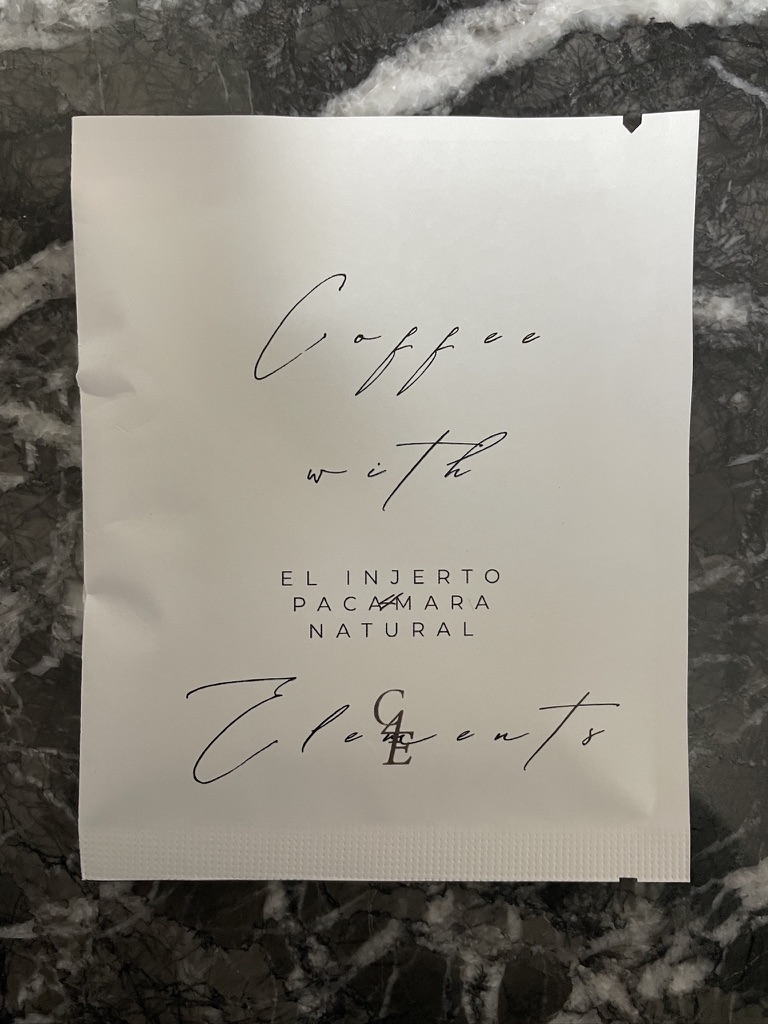 Coffee
with
EL INJERTO
PACAMARA
NATURAL
Elements